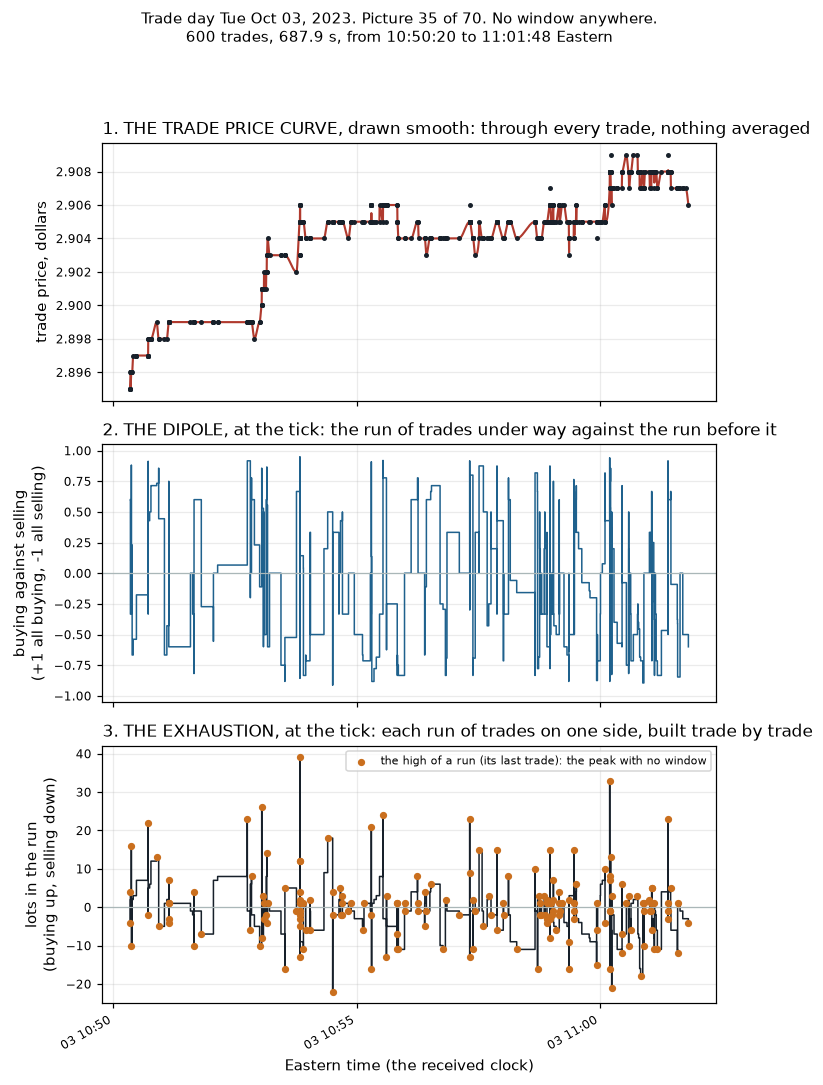 Trade day Tue Oct 03, 2023. Picture 35 of 70. No window anywhere.
600 trades, 687.9 s, from 10:50:20 to 11:01:48 Eastern
1. THE TRADE PRICE CURVE, drawn smooth: through every trade, nothing averaged
trade price, dollars
2.908
2.906
2.904
2.902
2.900
2.898
2.896
2. THE DIPOLE, at the tick: the run of trades under way against the run before it
buying against selling
(+1 all buying, -1 all selling)
1.00
0.75
0.50
0.25
0.00
−0.25
−0.50
−0.75
−1.00
3. THE EXHAUSTION, at the tick: each run of trades on one side, built trade by trade
the high of a run (its last trade): the peak with no window
lots in the run
(buying up, selling down)
40
30
20
10
0
−10
−20
03 10:50
03 10:55
03 11:00
Eastern time (the received clock)